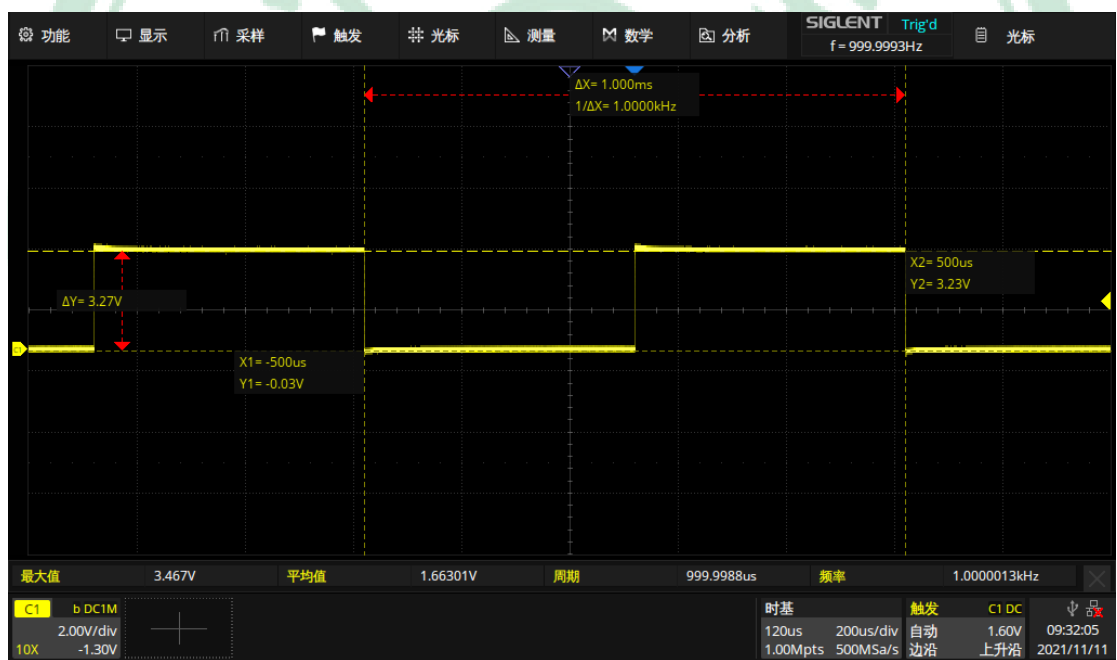 功能 显示 采样 触发 光标 测量 数学 分析 SIGLENT Trig'd 光标
f = 999.9993Hz
ΔX= 1.000ms
1/ΔX= 1.0000kHz
X2= 500us
Y2= 3.23V
ΔY= 3.27V
X1= -500us
Y1= -0.03V
最大值 3.467V 平均值 1.66301V 周期 999.9988us 频率 1.0000013kHz
C1 b DC1M 时基 触发 C1 DC
2.00V/div 120us 200us/div 自动 1.60V 09:32:05
10X -1.30V 1.00Mpts 500MSa/s 边沿 上升沿 2021/11/11